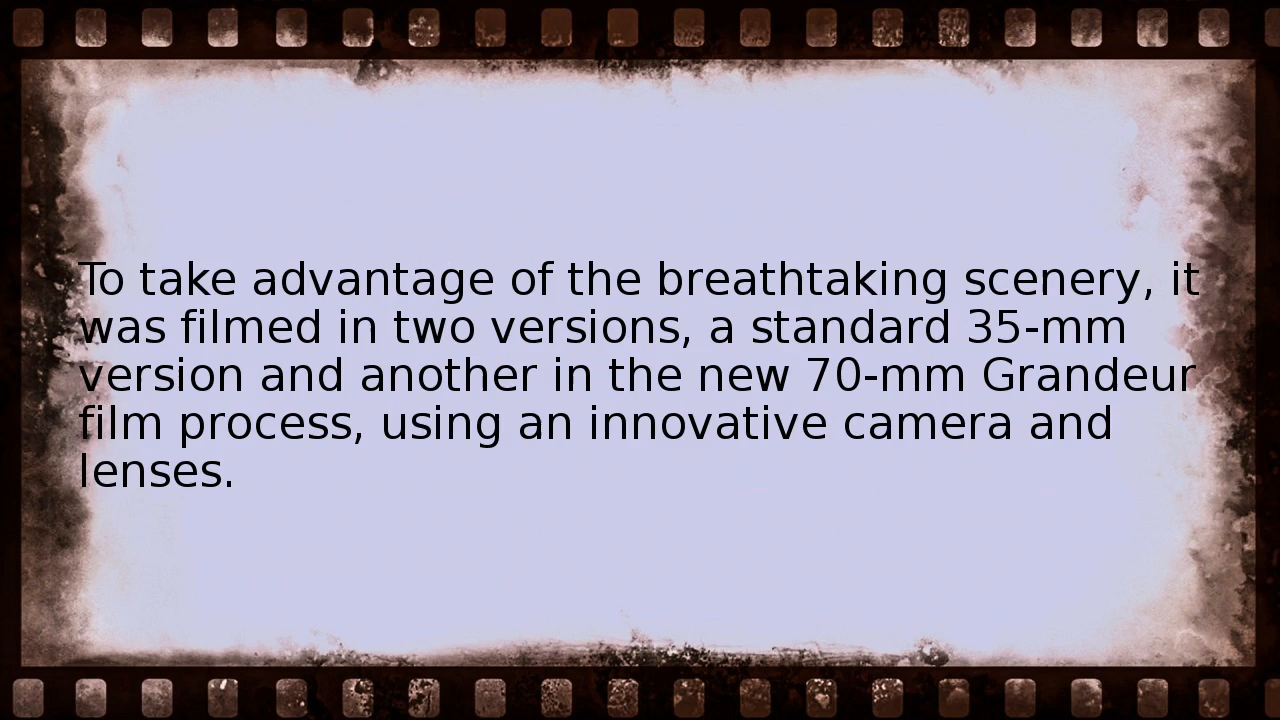 To take advantage of the breathtaking scenery, it
was filmed in two versions, a standard 35-mm
version and another in the new 70-mm Grandeur
film process, using an innovative camera and
lenses.